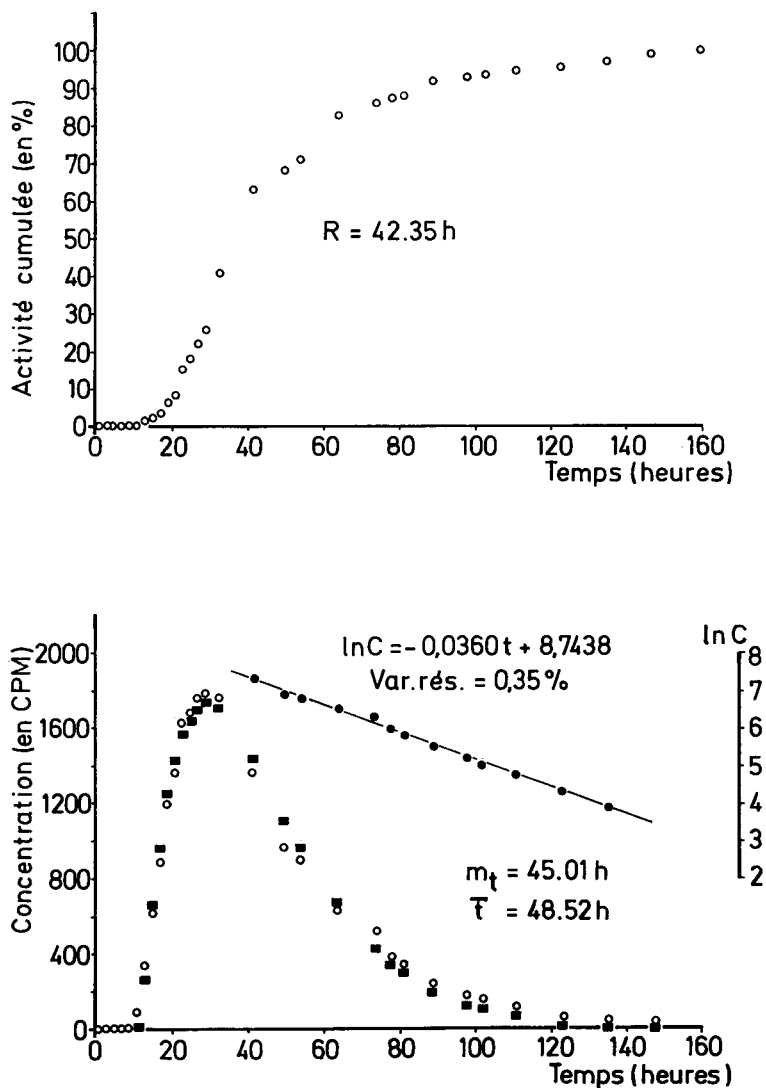 Activité cumulée (en %)
100
90
80
70
60
50
40
30
20
10
0
R = 42.35 h
0 20 40 60 80 100 120 140 160
Temps (heures)
Concentration (en CPM)
2000
1600
1200
800
400
0
lnC = - 0,0360 t + 8,7438
Var. rés. = 0,35 %
ln C
8
7
6
5
4
3
2
m_t = 45.01 h
t̅ = 48.52 h
0 20 40 60 80 100 120 140 160
Temps (heures)